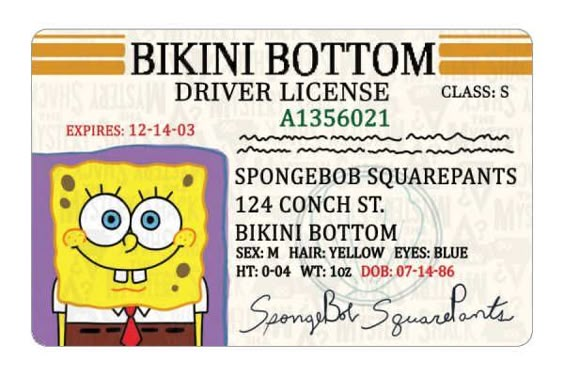 BIKINI BOTTOM
DRIVER LICENSE
CLASS: S
A1356021
EXPIRES: 12-14-03
SPONGEBOB SQUAREPANTS
124 CONCH ST.
BIKINI BOTTOM
SEX: M HAIR: YELLOW EYES: BLUE
HT: 0-04 WT: 1oz DOB: 07-14-86
SpongeBob SquarePants